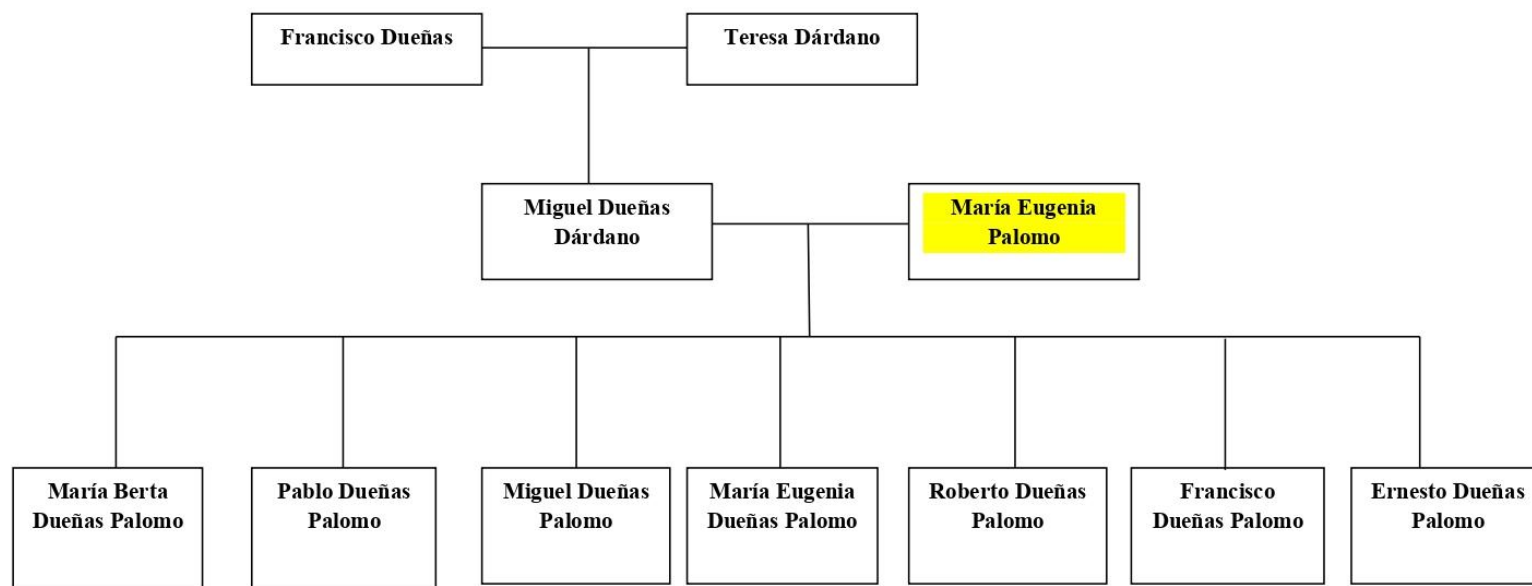 Francisco Dueñas
Teresa Dárdano
Miguel Dueñas
Dárdano
María Eugenia
Palomo
María Berta
Dueñas Palomo
Pablo Dueñas
Palomo
Miguel Dueñas
Palomo
María Eugenia
Dueñas Palomo
Roberto Dueñas
Palomo
Francisco
Dueñas Palomo
Ernesto Dueñas
Palomo